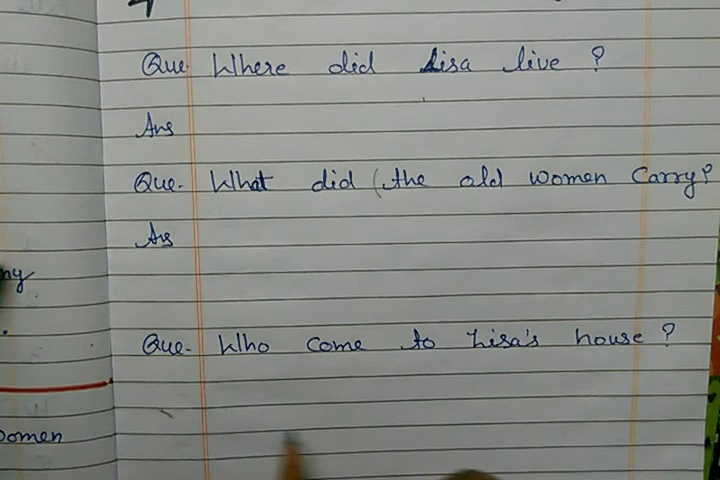 Que. Where did Lisa live ?
Ans
Que. What did (the old women carry?
Ans
ny
Que. Who come to Lisa's house ?
women